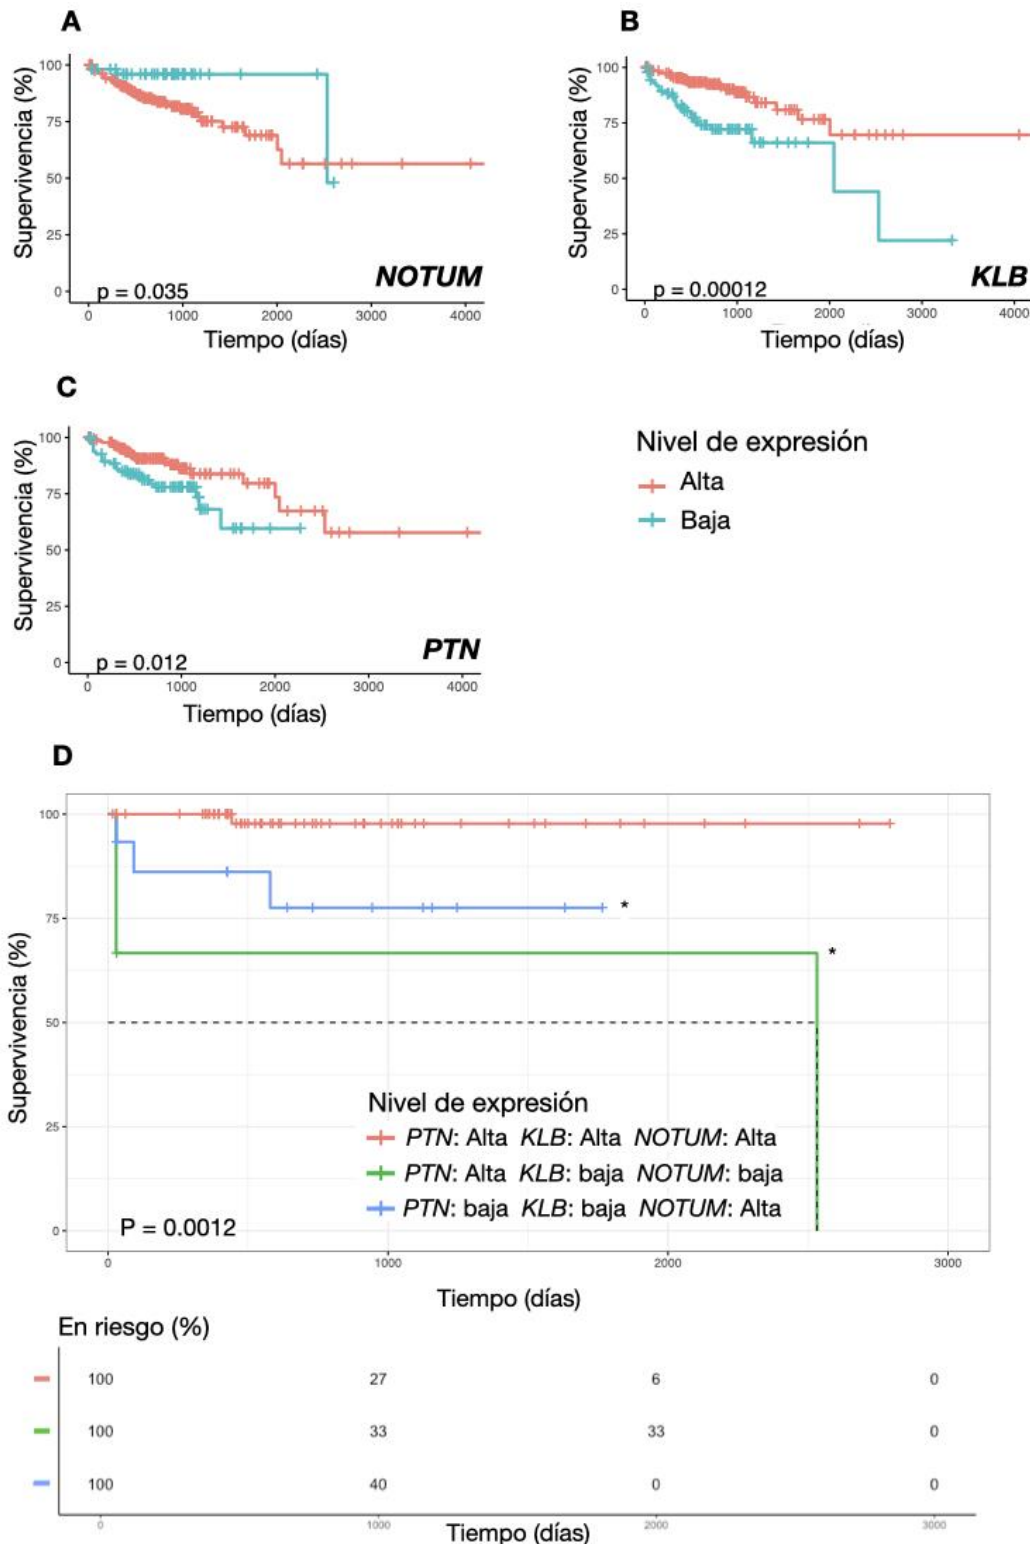 A
Supervivencia (%)
100
75
50
25
0
p = 0.035
NOTUM
0 1000 2000 3000 4000
Tiempo (días)
B
Supervivencia (%)
100
75
50
25
0
p = 0.00012
KLB
0 1000 2000 3000 4000
Tiempo (días)
C
Supervivencia (%)
100
75
50
25
0
p = 0.012
PTN
0 1000 2000 3000 4000
Tiempo (días)
Nivel de expresión
Alta
Baja
D
Supervivencia (%)
100
75
50
25
0
*
*
Nivel de expresión
PTN: Alta KLB: Alta NOTUM: Alta
PTN: Alta KLB: baja NOTUM: baja
PTN: baja KLB: baja NOTUM: Alta
P = 0.0012
0 1000 2000 3000
Tiempo (días)
En riesgo (%)
100 27 6 0
100 33 33 0
100 40 0 0
0 1000 2000 3000
Tiempo (días)